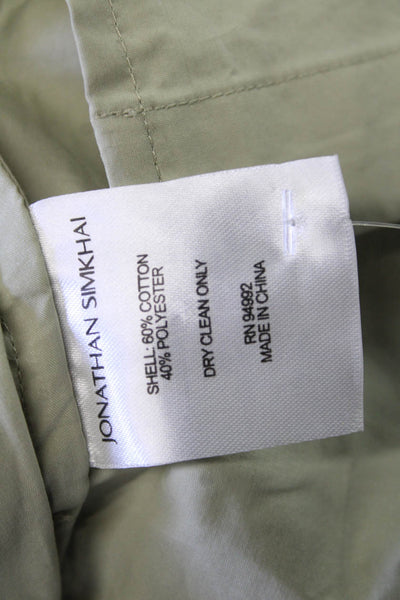 JONATHAN SIMKHAI
SHELL: 60% COTTON
40% POLYESTER
DRY CLEAN ONLY
RN 94992
MADE IN CHINA